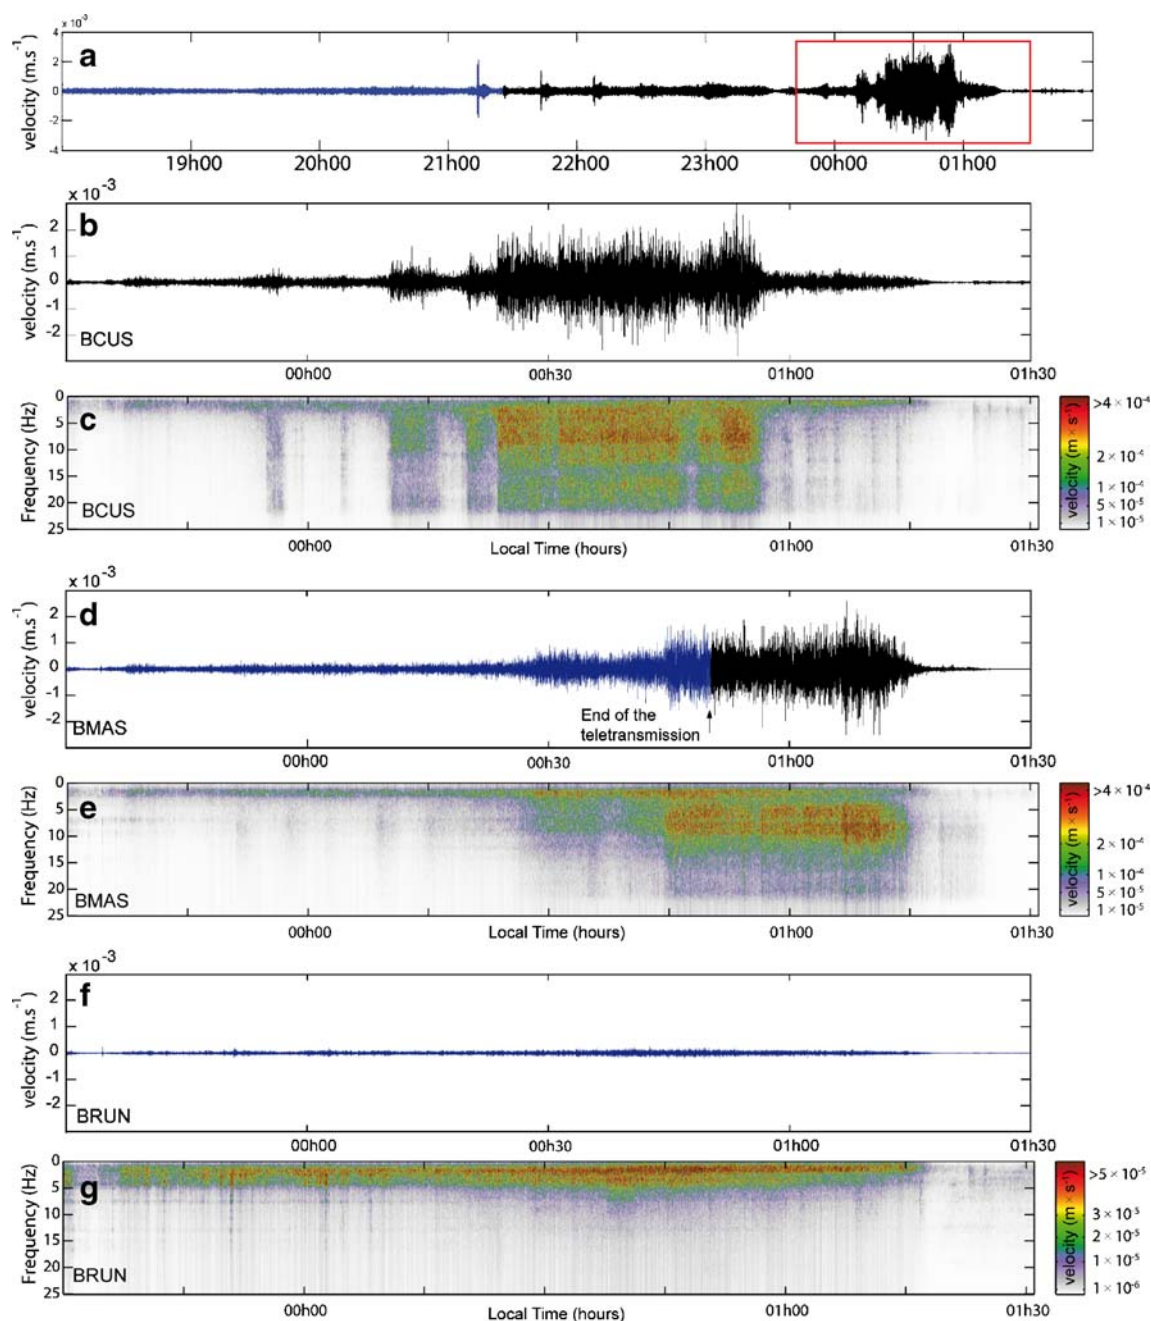 × 10⁻³
a
velocity (m.s⁻¹)
4
2
0
-2
-4
19h00 20h00 21h00 22h00 23h00 00h00 01h00
× 10⁻³
b
velocity (m.s⁻¹)
2
1
0
-1
-2
BCUS
00h00 00h30 01h00 01h30
c
Frequency (Hz)
0
5
10
15
20
25
BCUS
00h00 Local Time (hours) 01h00 01h30
velocity (m × s⁻¹)
>4 × 10⁻⁴
2 × 10⁻⁴
1 × 10⁻⁴
5 × 10⁻⁵
1 × 10⁻⁵
× 10⁻³
d
velocity (m.s⁻¹)
2
1
0
-1
-2
BMAS
End of the
teletransmission
00h00 00h30 01h00 01h30
e
Frequency (Hz)
0
5
10
15
20
25
BMAS
00h00 Local Time (hours) 01h00 01h30
velocity (m × s⁻¹)
>4 × 10⁻⁴
2 × 10⁻⁴
1 × 10⁻⁴
5 × 10⁻⁵
1 × 10⁻⁵
× 10⁻³
f
velocity (m.s⁻¹)
2
1
0
-1
-2
BRUN
00h00 00h30 01h00 01h30
g
Frequency (Hz)
0
5
10
15
20
25
BRUN
00h00 Local Time (hours) 01h00 01h30
velocity (m × s⁻¹)
>5 × 10⁻⁵
3 × 10⁻⁵
2 × 10⁻⁵
1 × 10⁻⁵
1 × 10⁻⁶